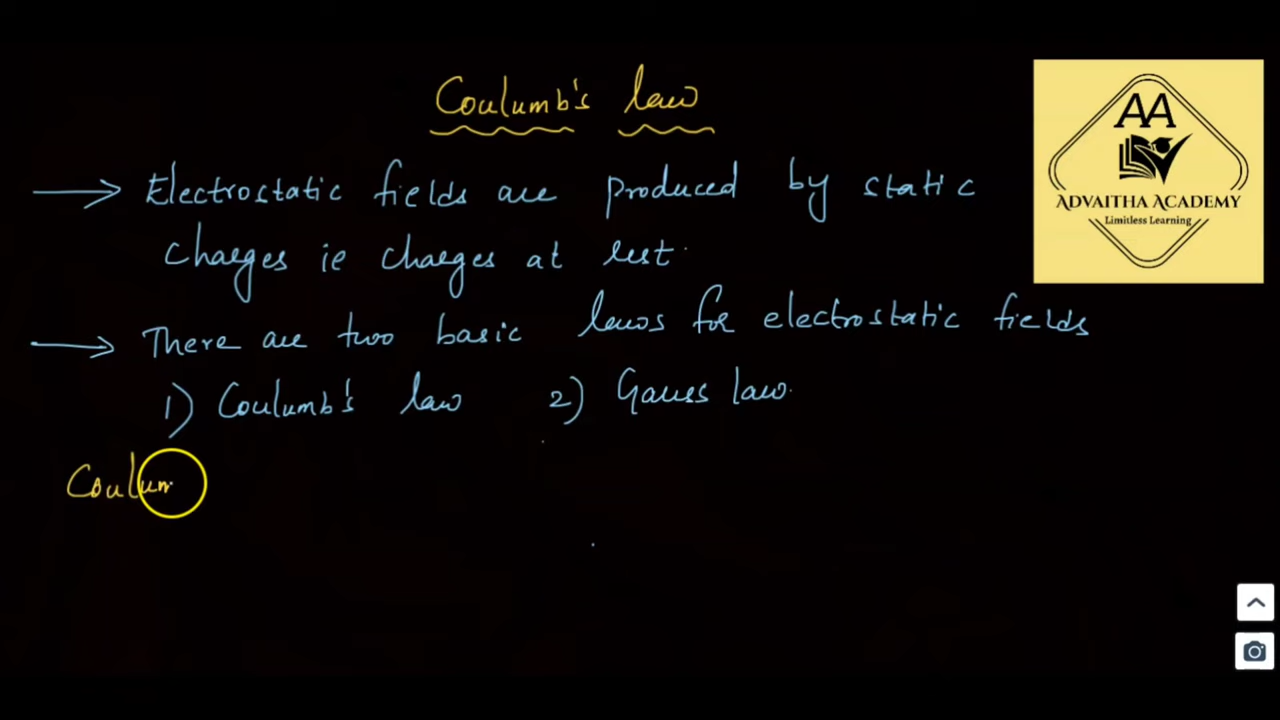 Coulumb's law
AA
ADVAITHA ACADEMY
Limitless Learning
→ Electrostatic fields are produced by static
charges ie charges at rest.
→ There are two basic laws for electrostatic fields
1) Coulumb's law 2) Gauss law.
Coulum